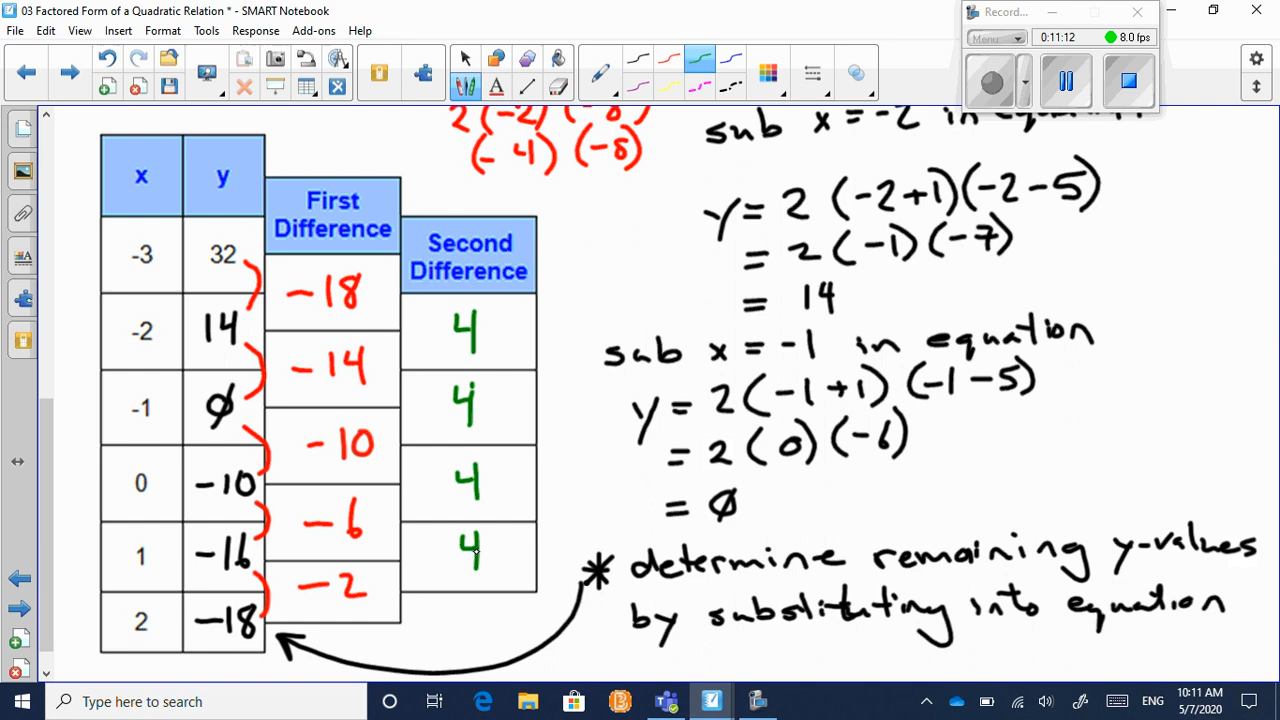 03 Factored Form of a Quadratic Relation * - SMART Notebook
File Edit View Insert Format Tools Response Add-ons Help
Record...
Menu 0:11:12 8.0 fps
2(-2)(-8)
(-4)(-8)
sub x = -2 in
x y First Difference Second Difference
-3 32
-18
4
-2 14
-14
4
-1 ∅
-10
4
0 -10
-6
4
1 -16
-2
2 -18
y = 2(-2+1)(-2-5)
= 2(-1)(-7)
= 14
sub x = -1 in equation
y = 2(-1+1)(-1-5)
= 2(0)(-6)
= ∅
* determine remaining y-values
by substituting into equation
Type here to search
ENG
10:11 AM
5/7/2020